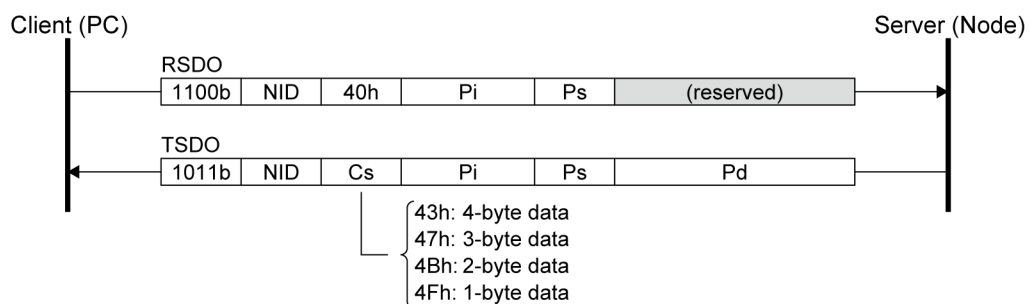 Client (PC) Server (Node)
RSDO
1100b NID 40h Pi Ps (reserved)
TSDO
1011b NID Cs Pi Ps Pd
43h: 4-byte data
47h: 3-byte data
4Bh: 2-byte data
4Fh: 1-byte data